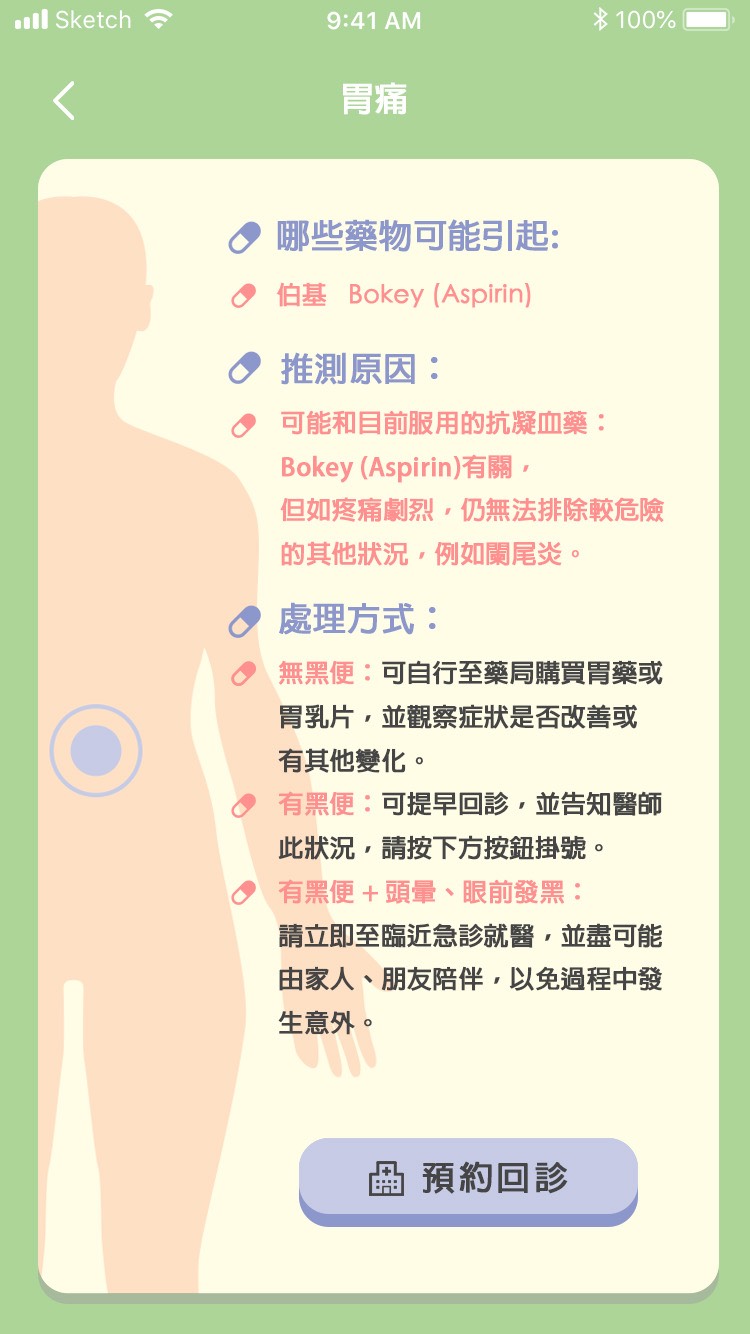 Sketch 9:41 AM 100%
胃痛
哪些藥物可能引起:
伯基 Bokey (Aspirin)
推測原因：
可能和目前服用的抗凝血藥：
Bokey (Aspirin)有關，
但如疼痛劇烈，仍無法排除較危險
的其他狀況，例如闌尾炎。
處理方式：
無黑便：可自行至藥局購買胃藥或
胃乳片，並觀察症狀是否改善或
有其他變化。
有黑便：可提早回診，並告知醫師
此狀況，請按下方按鈕掛號。
有黑便 + 頭暈、眼前發黑：
請立即至臨近急診就醫，並盡可能
由家人、朋友陪伴，以免過程中發
生意外。
預約回診